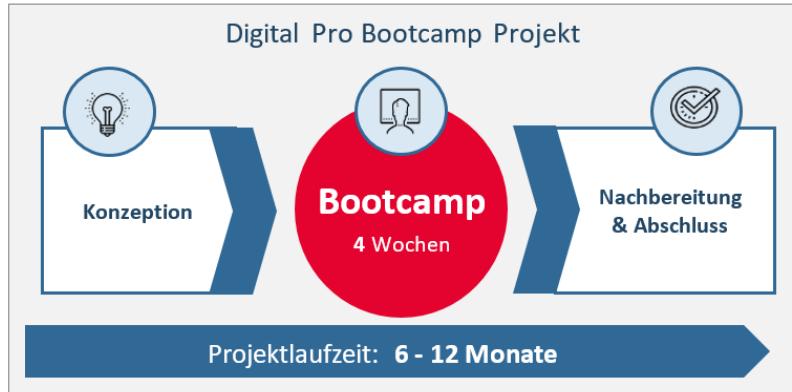 Digital Pro Bootcamp Projekt
Konzeption
Bootcamp
4 Wochen
Nachbereitung
& Abschluss
Projektlaufzeit: 6 - 12 Monate